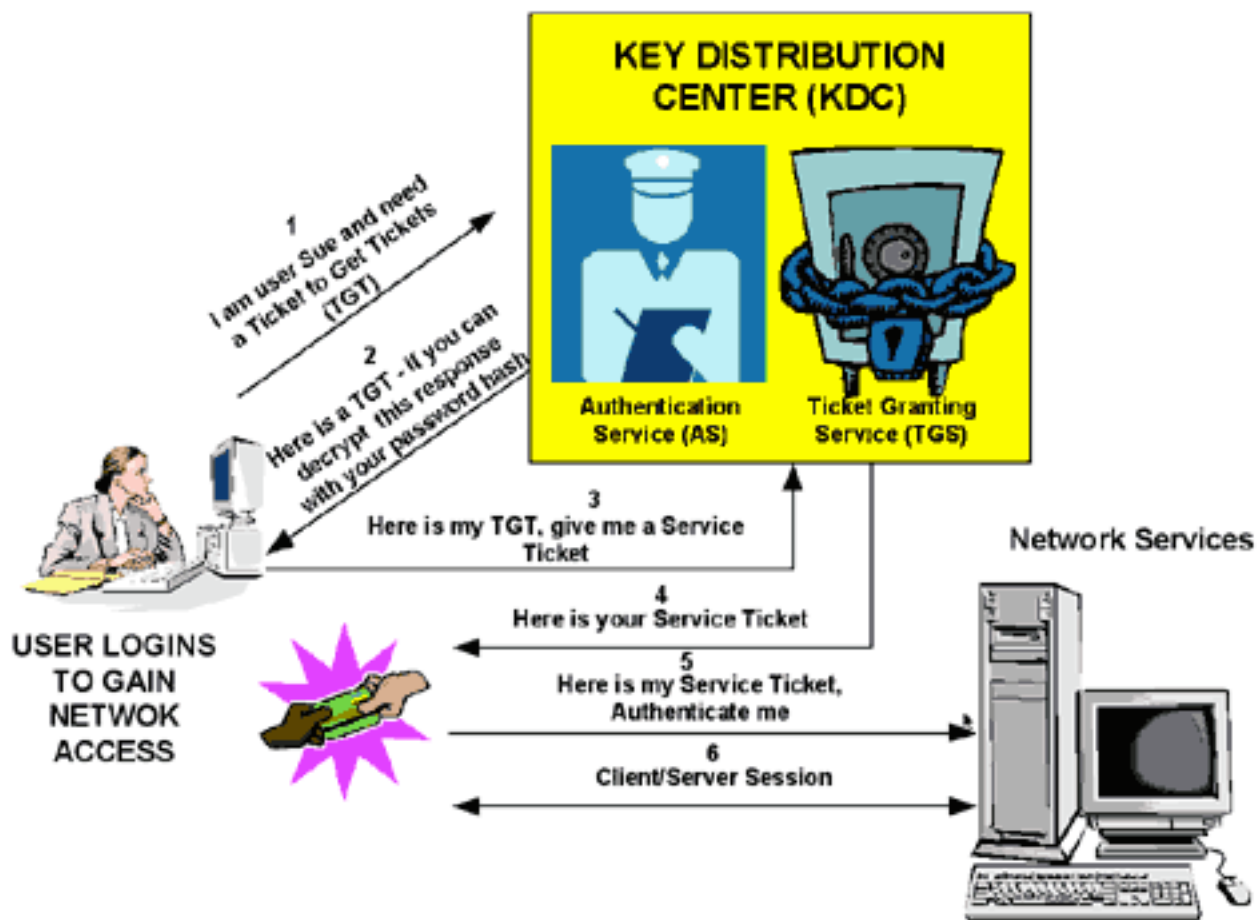 KEY DISTRIBUTION
CENTER (KDC)
Authentication
Service (AS)
Ticket Granting
Service (TGS)
1
I am user Sue and need
a Ticket to Get Tickets
(TGT)
2
Here is a TGT - if you can
decrypt this response
with your password hash
3
Here is my TGT, give me a Service
Ticket
Network Services
4
Here is your Service Ticket
USER LOGINS
TO GAIN
NETWOK
ACCESS
5
Here is my Service Ticket,
Authenticate me
6
Client/Server Session